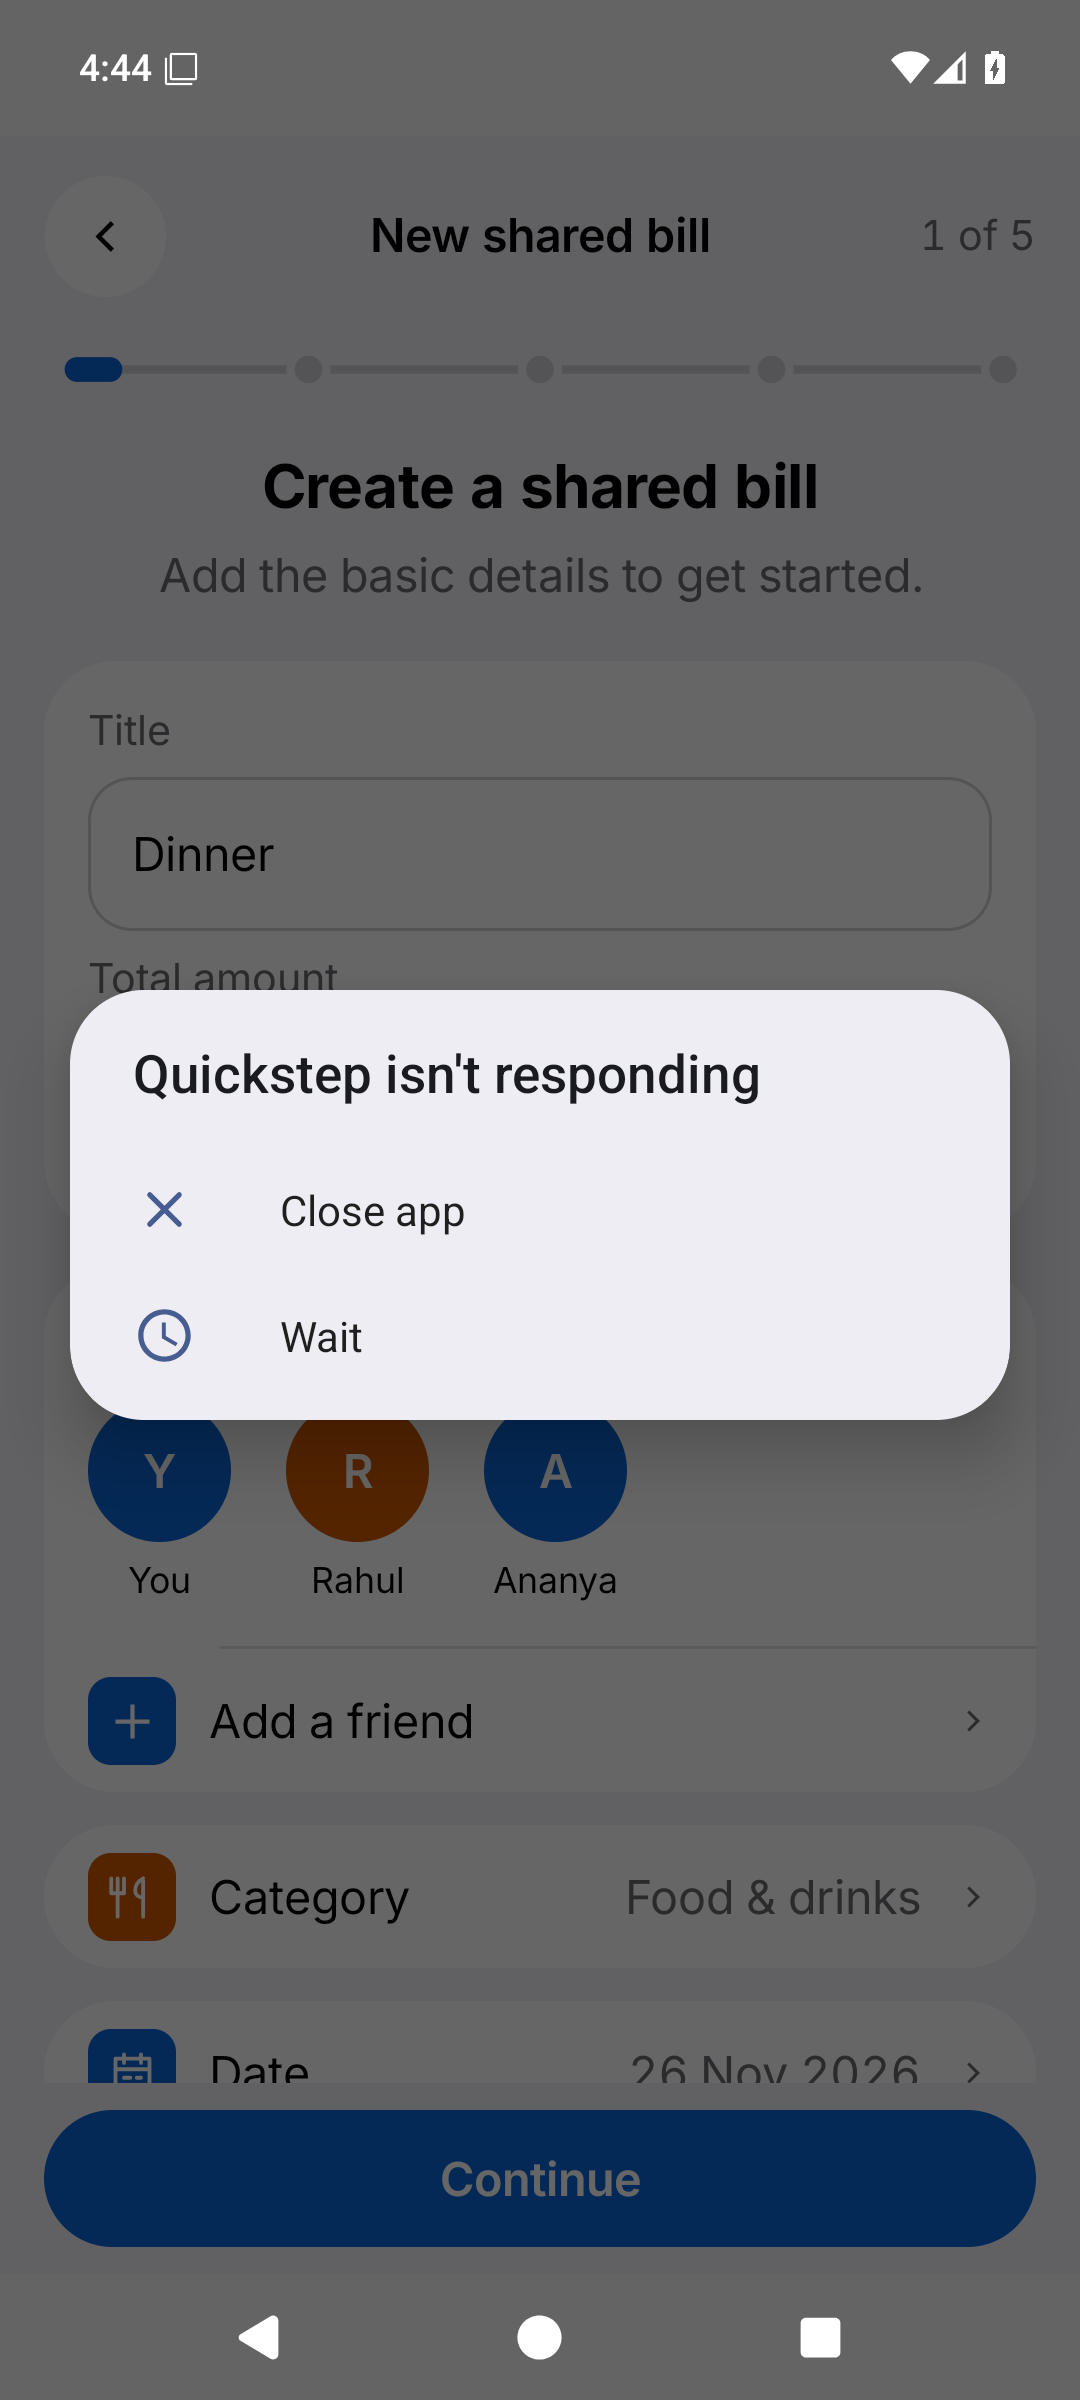 4:44
New shared bill
1 of 5
Create a shared bill
Add the basic details to get started.
Title
Dinner
Total amount
Quickstep isn't responding
Close app
Wait
Y R A
You Rahul Ananya
Add a friend
Category Food & drinks
Date 26 Nov 2026
Continue